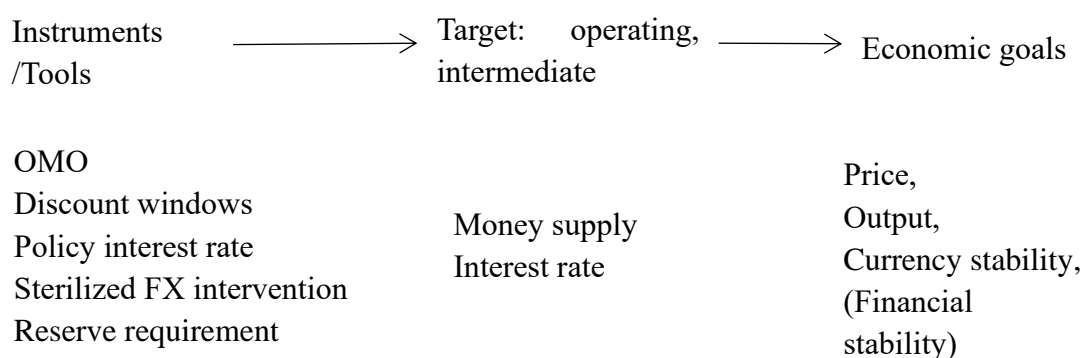 Instruments
/Tools
Target: operating,
intermediate
Economic goals
OMO
Discount windows
Policy interest rate
Sterilized FX intervention
Reserve requirement
Money supply
Interest rate
Price,
Output,
Currency stability,
(Financial
stability)